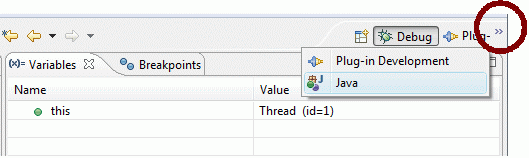 Debug Plug- »
Plug-in Development
Java
(x)= Variables Breakpoints
Name Value
this Thread (id=1)